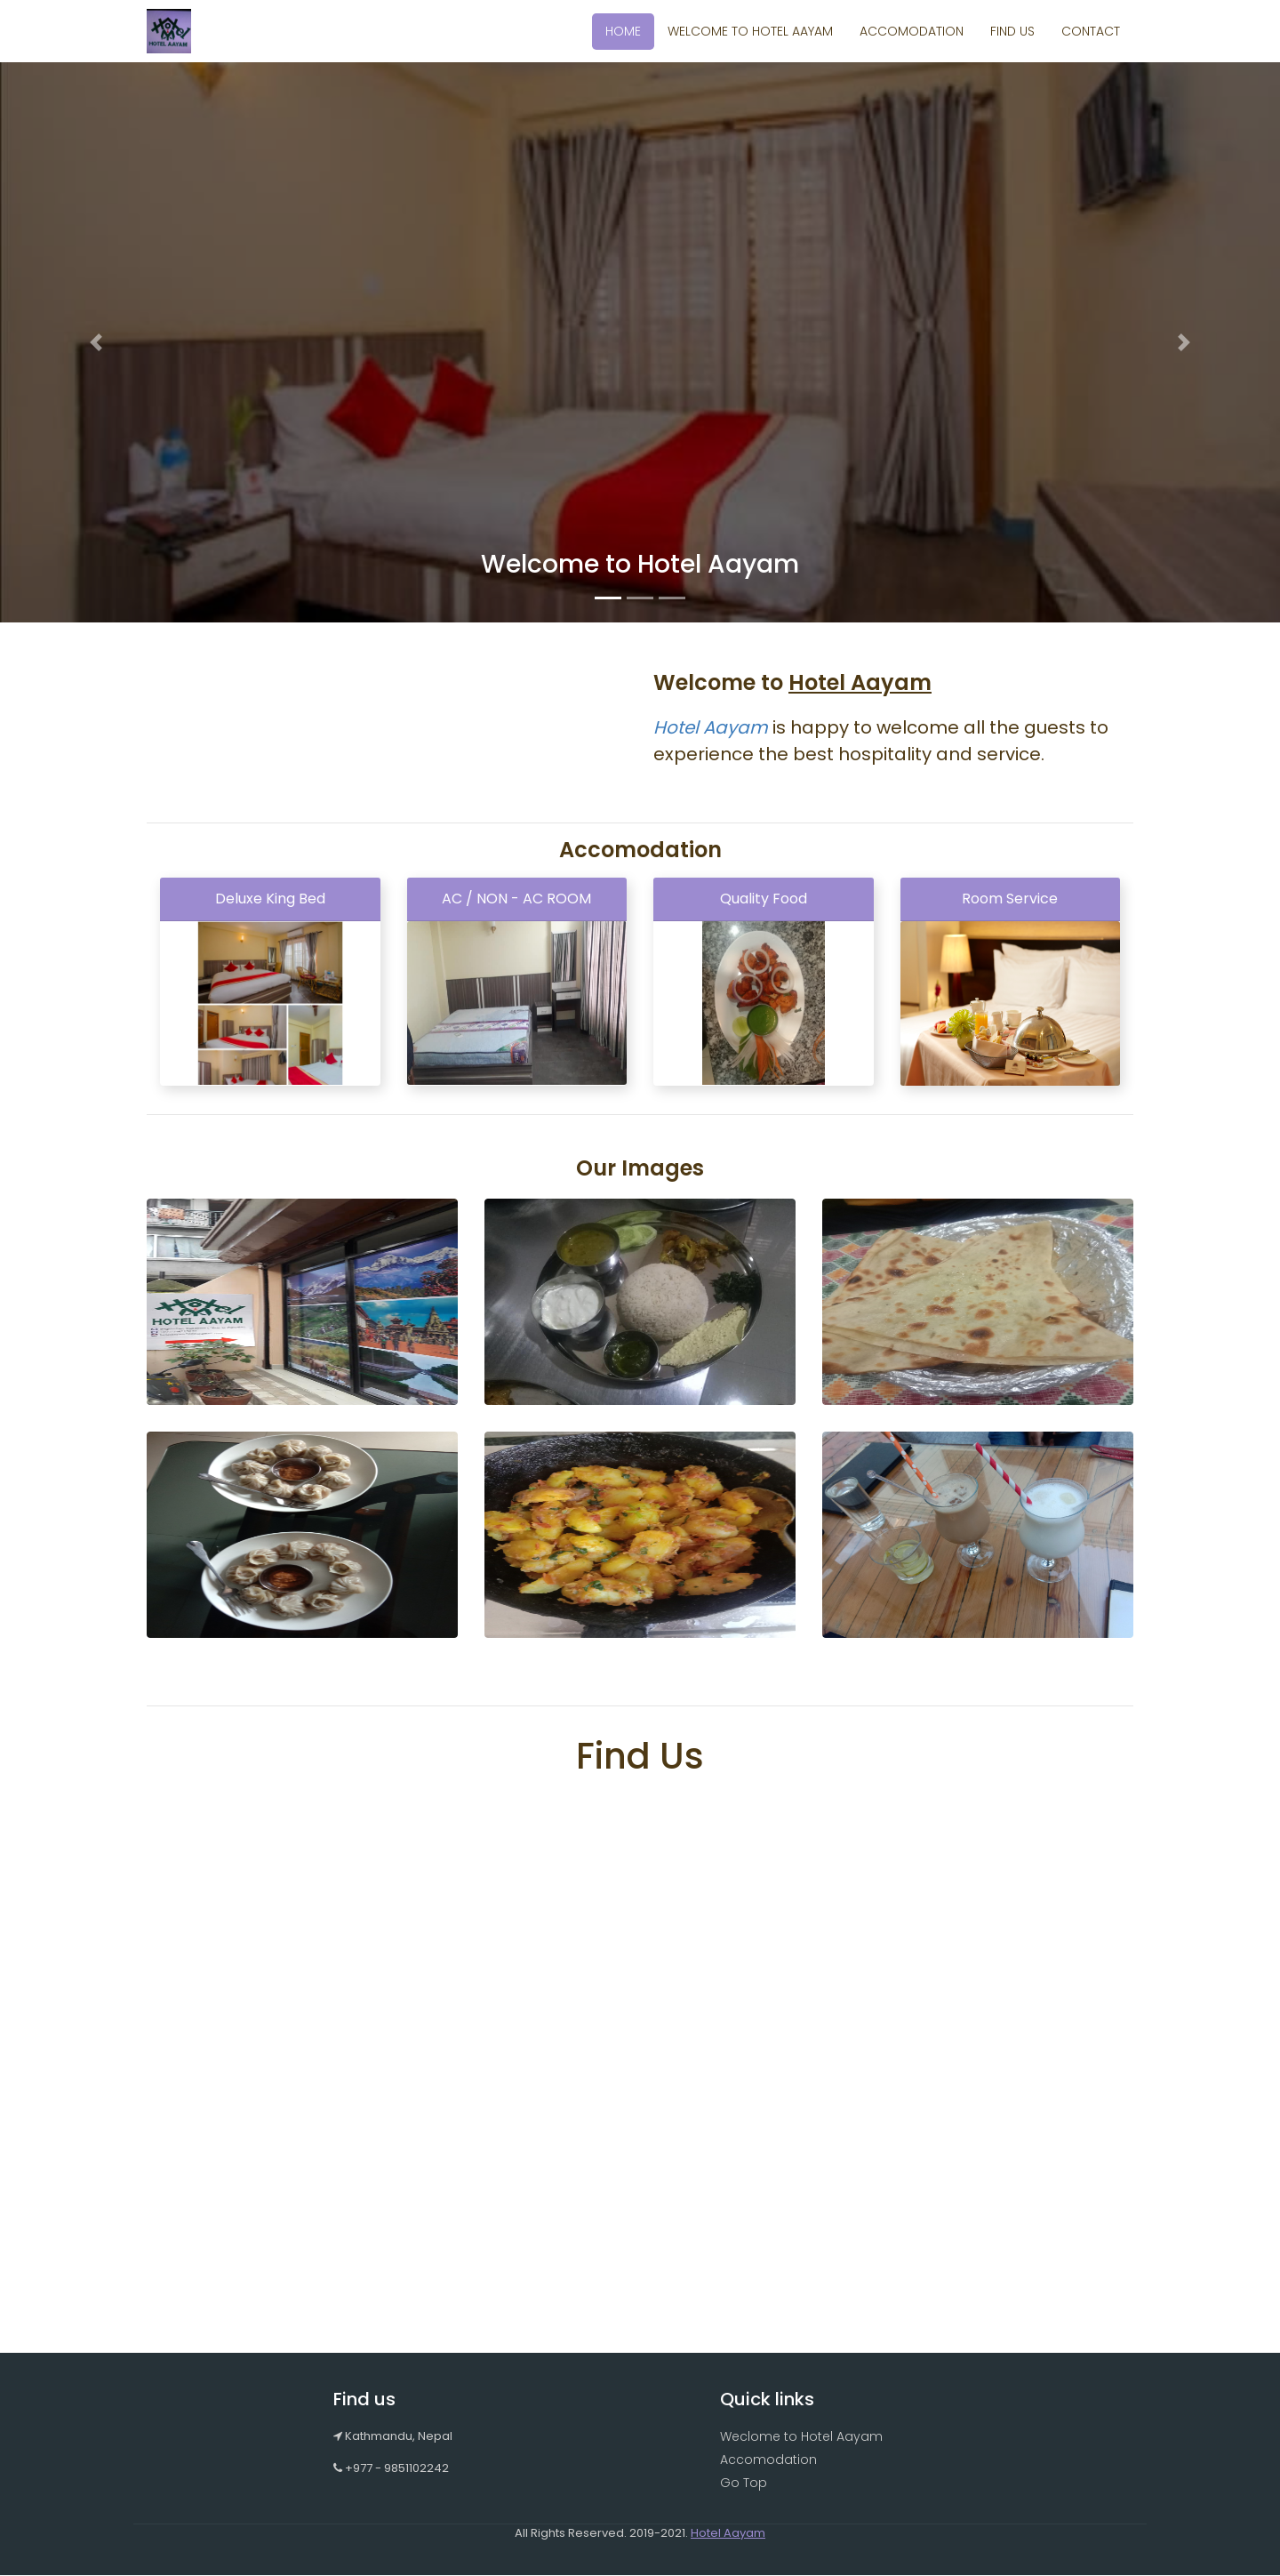 HOTEL AAYAM
HOME
WELCOME TO HOTEL AAYAM
ACCOMODATION
FIND US
CONTACT
Welcome to Hotel Aayam
Welcome to Hotel Aayam
Hotel Aayam is happy to welcome all the guests to
experience the best hospitality and service.
Accomodation
Deluxe King Bed
AC / NON - AC ROOM
Quality Food
Room Service
Our Images
Hotel
HOTEL AAYAM
Find Us
Find us
Kathmandu, Nepal
+977 - 9851102242
Quick links
Weclome to Hotel Aayam
Accomodation
Go Top
All Rights Reserved. 2019-2021. Hotel Aayam